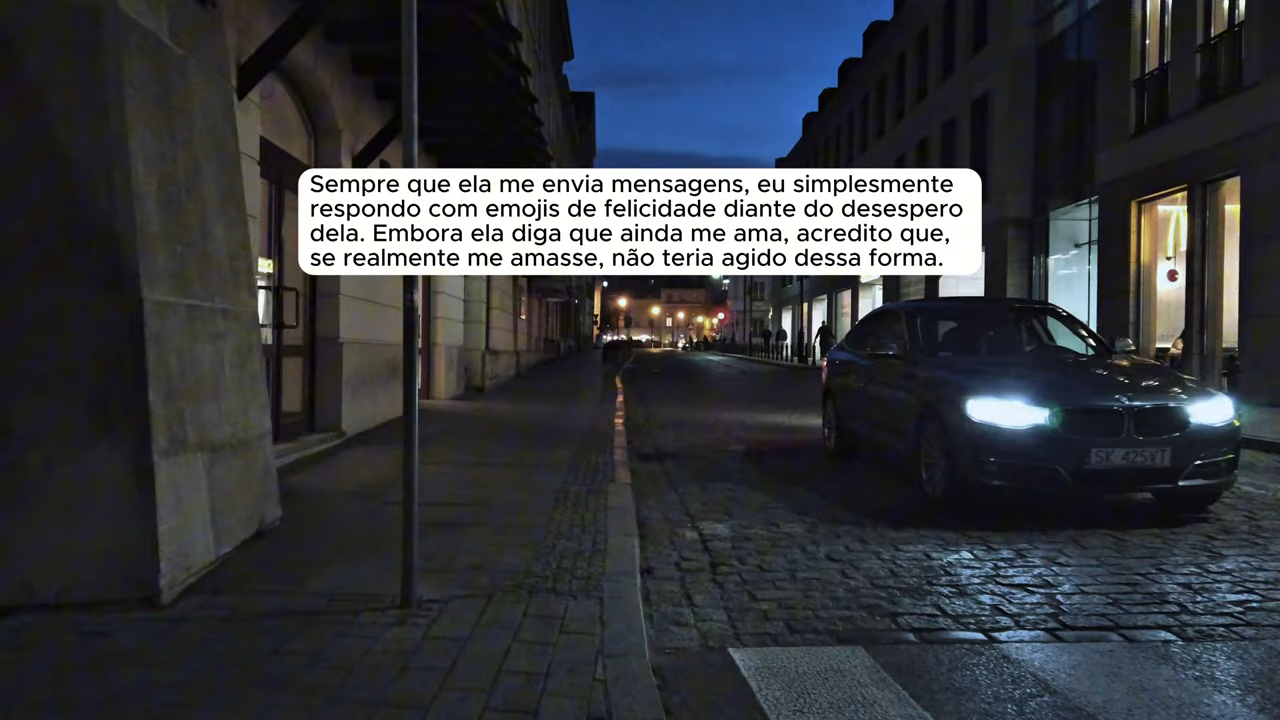 Sempre que ela me envia mensagens, eu simplesmente
respondo com emojis de felicidade diante do desespero
dela. Embora ela diga que ainda me ama, acredito que,
se realmente me amasse, não teria agido dessa forma.
SK 425VT